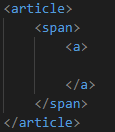 <article>
    <span>
        <a>

        </a>
    </span>
</article>